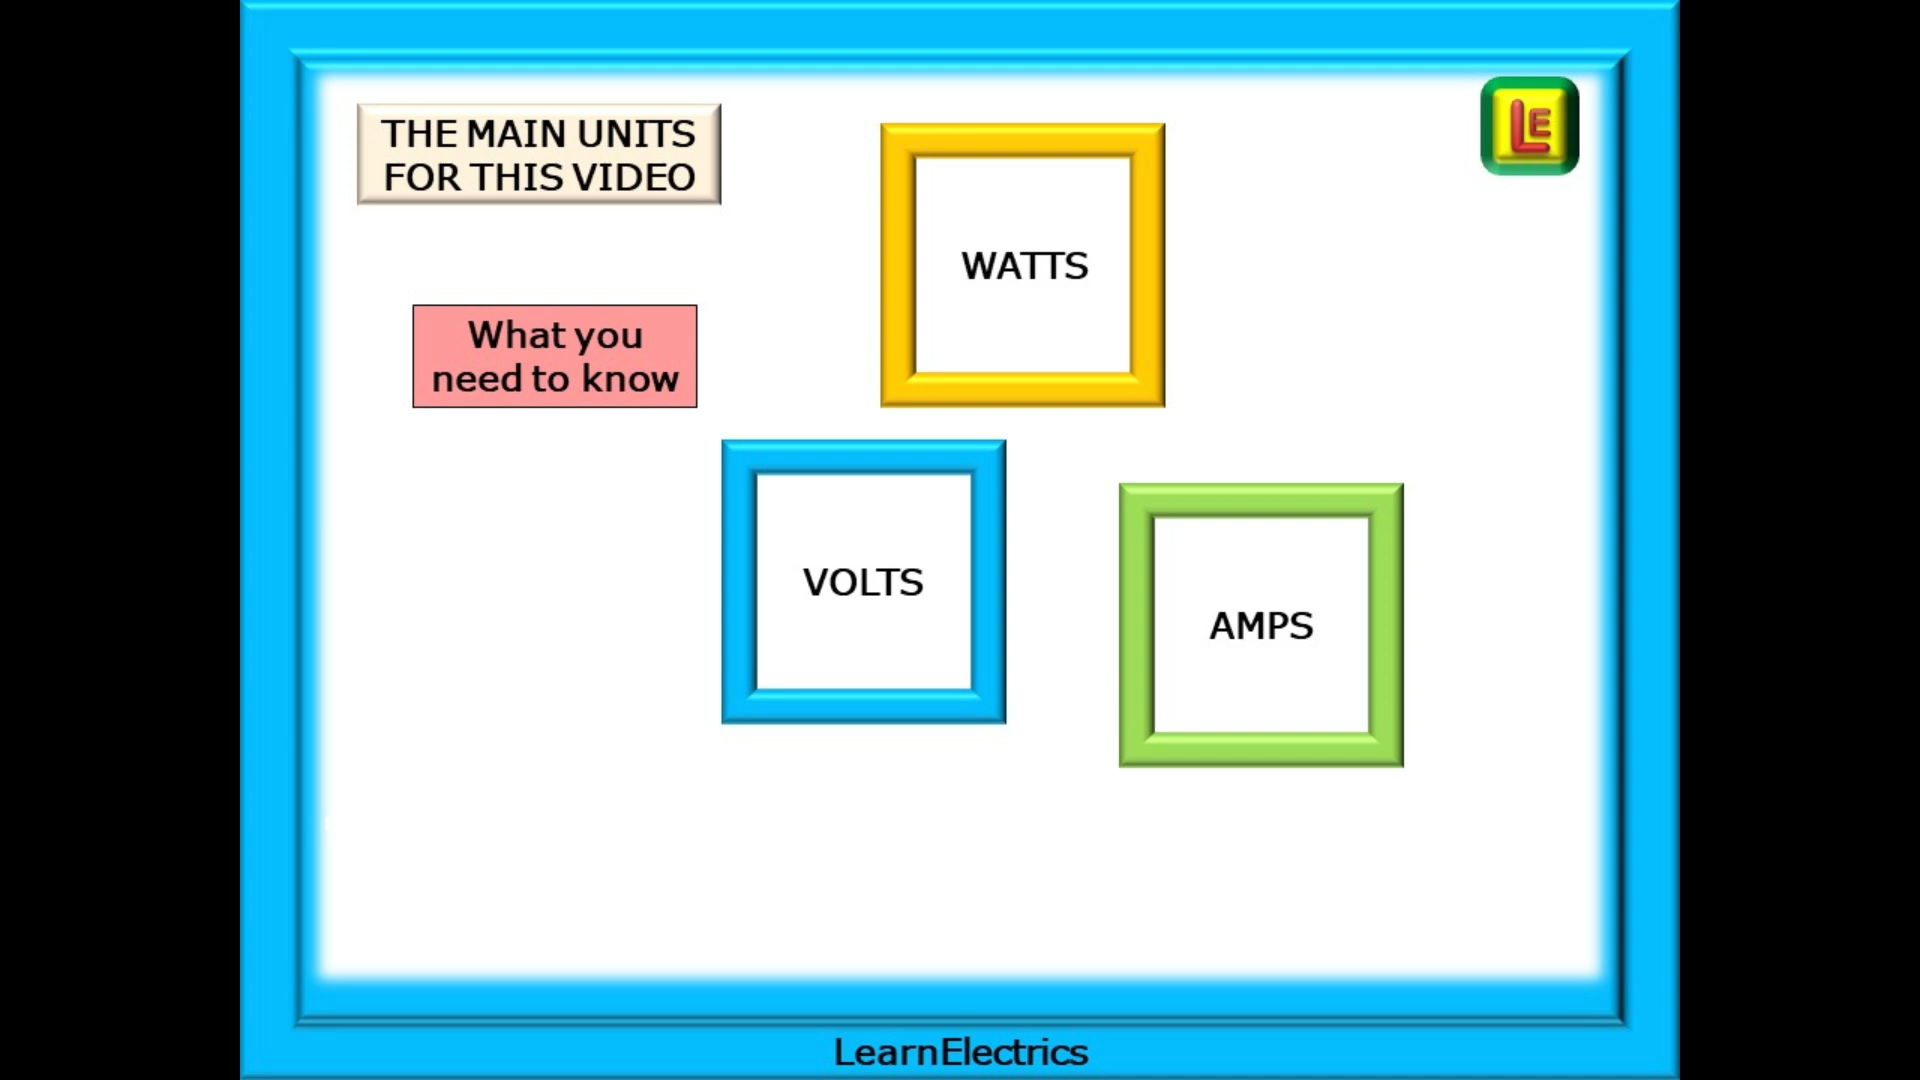 THE MAIN UNITS
FOR THIS VIDEO
LE
WATTS
What you
need to know
VOLTS
AMPS
LearnElectrics